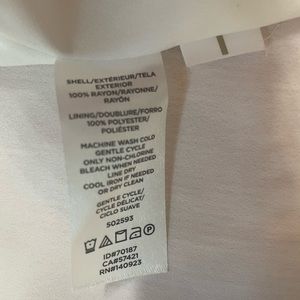 SHELL/EXTÉRIEUR/TELA
EXTERIOR
100% RAYON/RAYONNE/
RAYÓN
LINING/DOUBLURE/FORRO
100% POLYESTER/
POLIÉSTER
MACHINE WASH COLD
GENTLE CYCLE
ONLY NON-CHLORINE
BLEACH WHEN NEEDED
LINE DRY
COOL IRON IF NEEDED
OR DRY CLEAN
GENTLE CYCLE/
CYCLE DÉLICAT/
CICLO SUAVE
502593
ID#70187
CA#57421
RN#140923